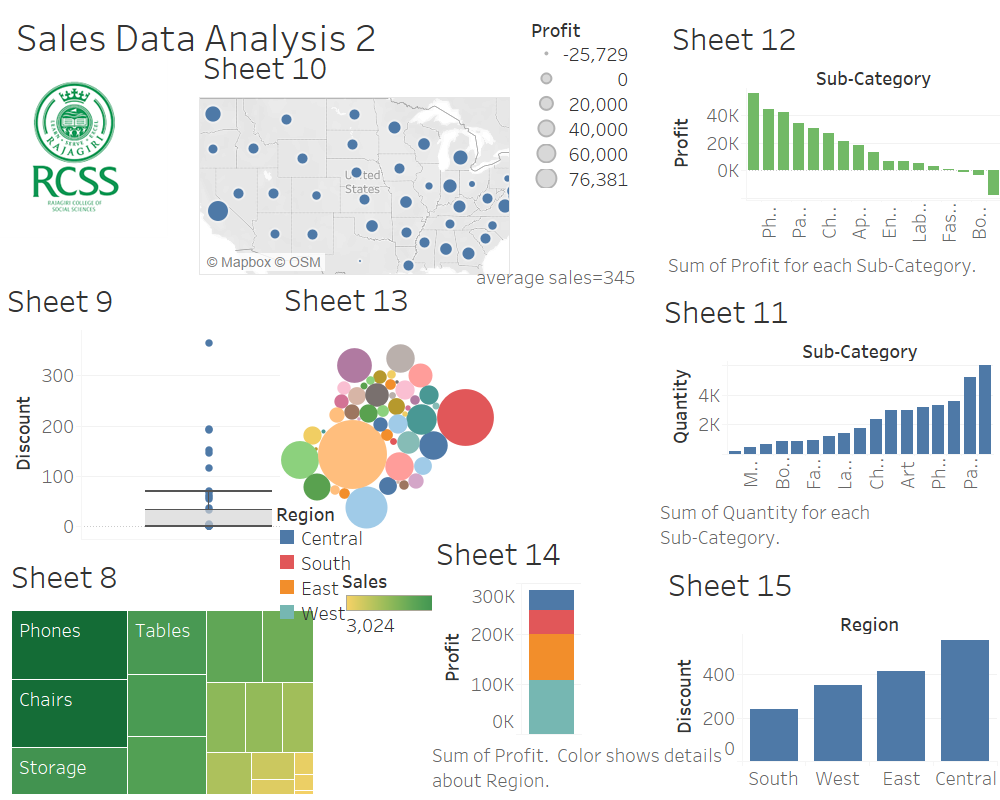 Sales Data Analysis 2
Sheet 10
RAJAGIRI
LEARN SERVE EXCEL
RCSS
RAJAGIRI COLLEGE OF
SOCIAL SCIENCES
United
States
© Mapbox © OSM
Profit
-25,729
0
20,000
40,000
60,000
76,381
average sales=345
Sheet 12
Sub-Category
Profit
40K
20K
0K
Ph..
Pa..
Ch..
Ap..
En..
Lab..
Fas..
Bo..
Sum of Profit for each Sub-Category.
Sheet 9
Discount
300
200
100
0
Sheet 13
Region
Central
South
East
West
Sales
3,024
Sheet 11
Sub-Category
Quantity
4K
2K
M..
Bo..
Fa..
La..
Ch..
Art
Ph..
Pa..
Sum of Quantity for each
Sub-Category.
Sheet 8
Phones
Tables
Chairs
Storage
Sheet 14
Profit
300K
200K
100K
0K
Sum of Profit.  Color shows details
about Region.
Sheet 15
Region
Discount
400
200
0
South
West
East
Central